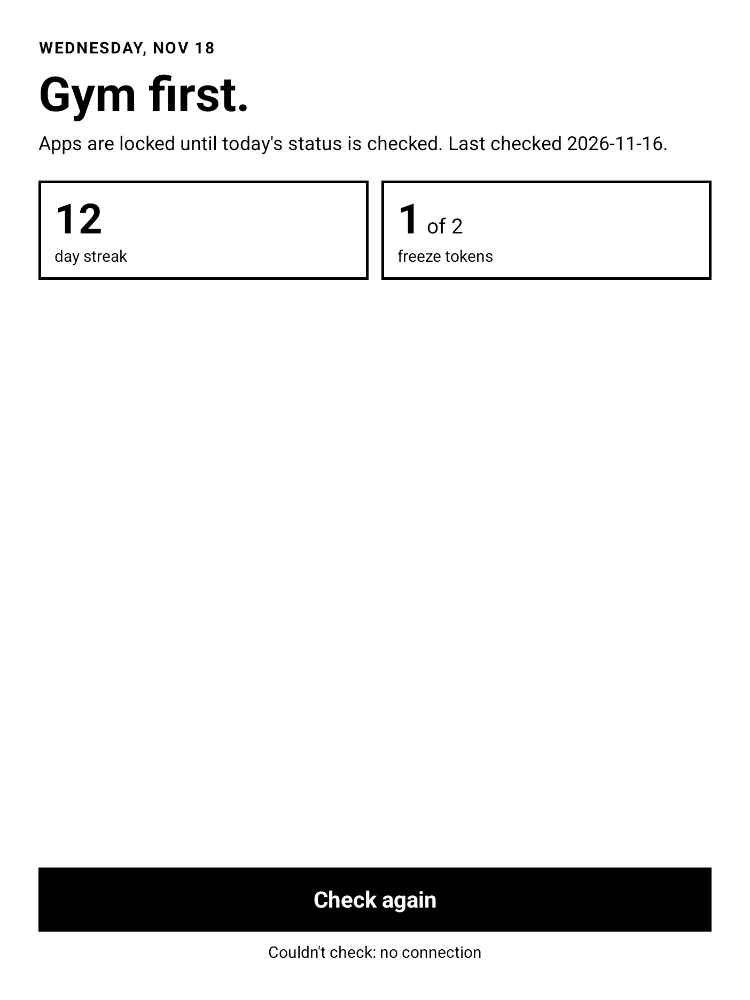 WEDNESDAY, NOV 18
Gym first.
Apps are locked until today's status is checked. Last checked 2026-11-16.
12
day streak
1 of 2
freeze tokens
Check again
Couldn't check: no connection